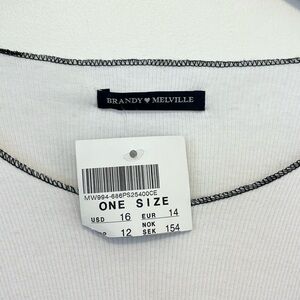 BRANDY ♥ MELVILLE
MW994-686PS25400CE
ONE SIZE
USD 16 EUR 14
NOK
12 SEK 154